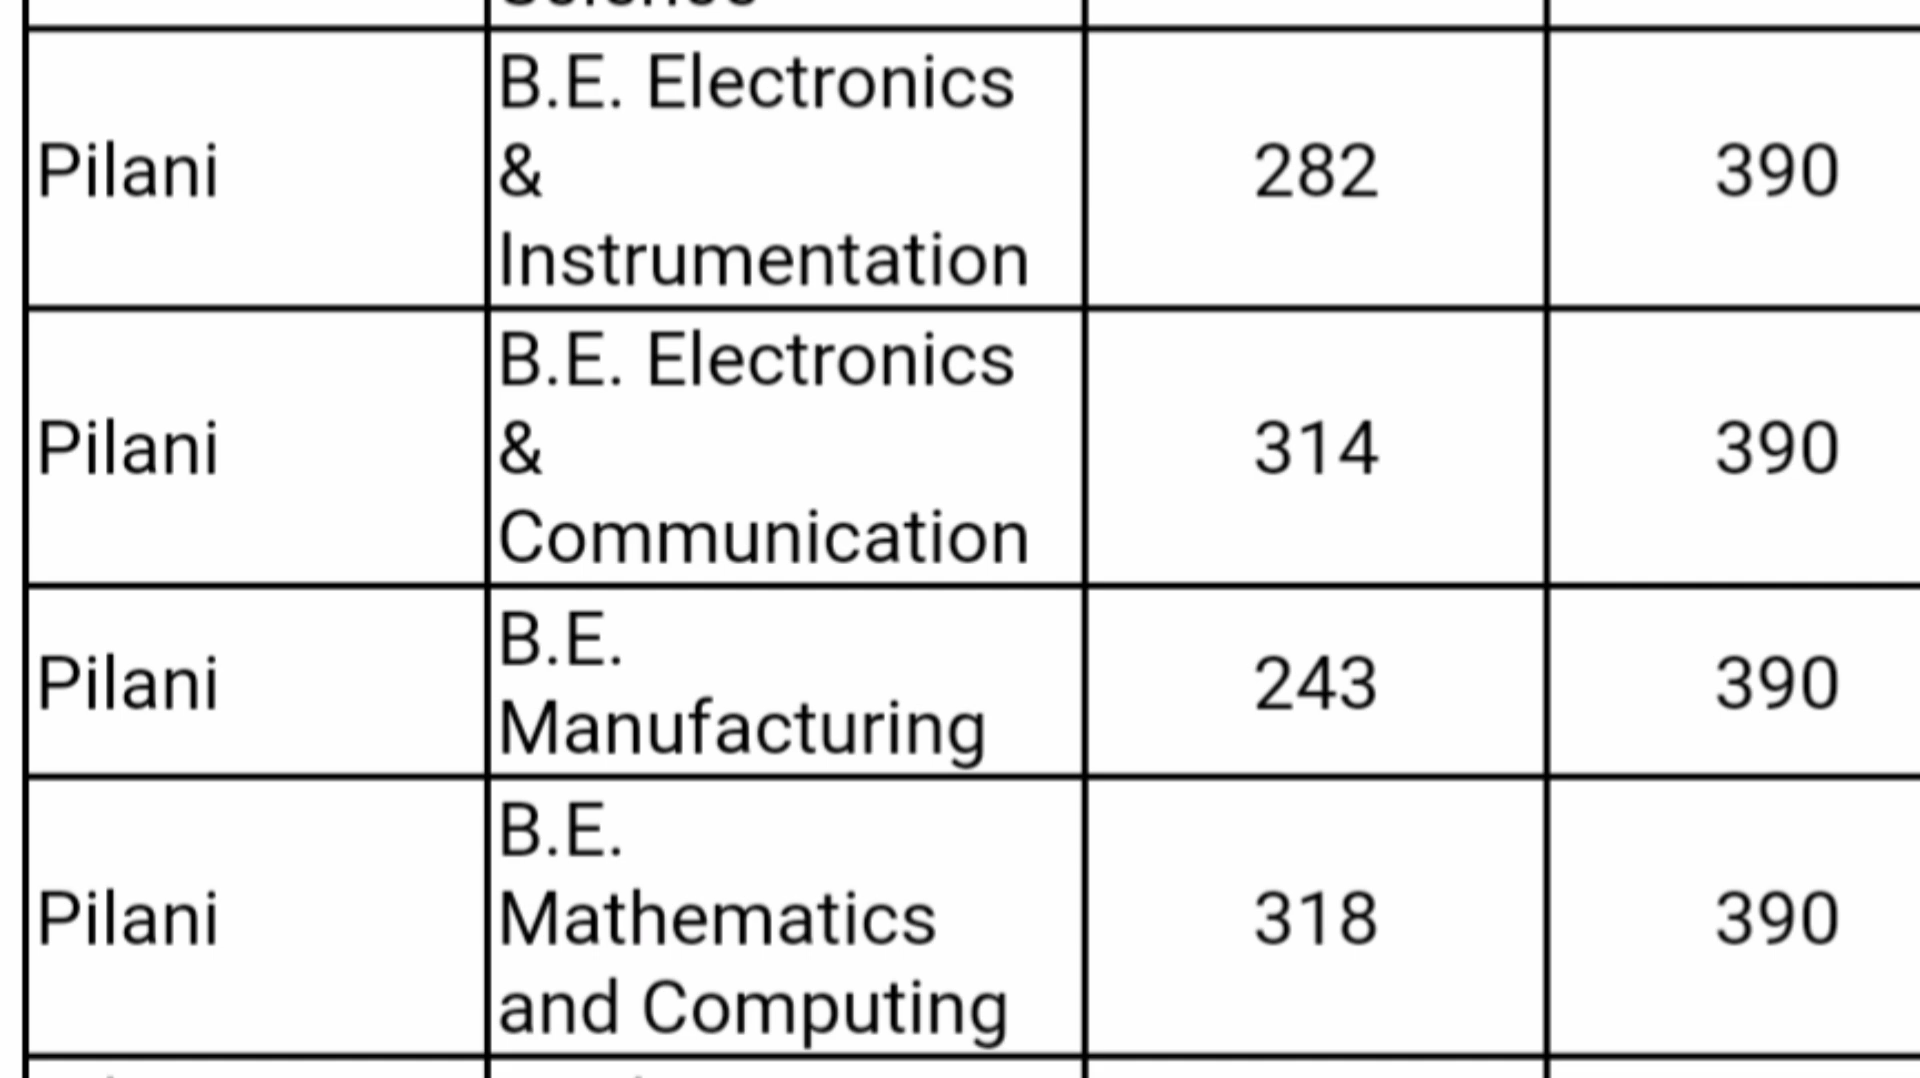 Pilani
B.E. Electronics
&
Instrumentation
282
390
Pilani
B.E. Electronics
&
Communication
314
390
Pilani
B.E.
Manufacturing
243
390
Pilani
B.E.
Mathematics
and Computing
318
390